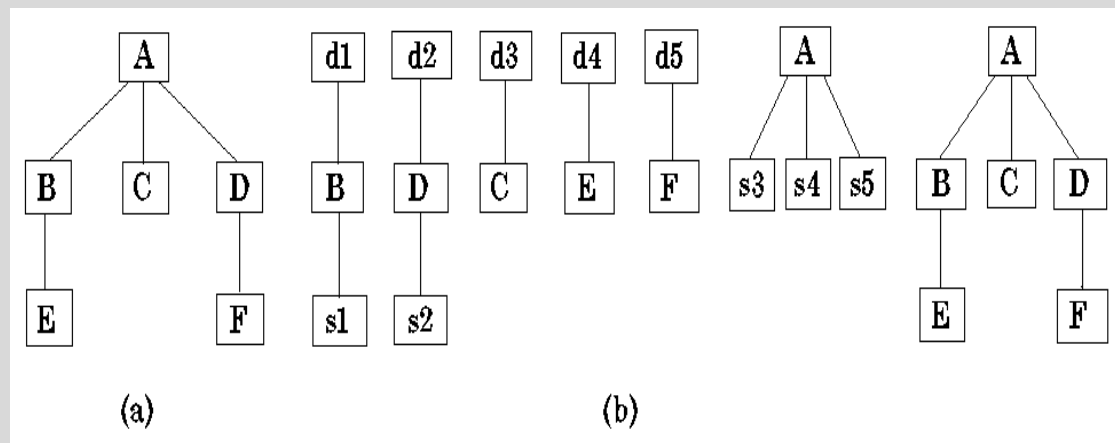 A d1 d2 d3 d4 d5 A A
B C D B D C E F s3 s4 s5 B C D
E F s1 s2 E F
(a) (b)